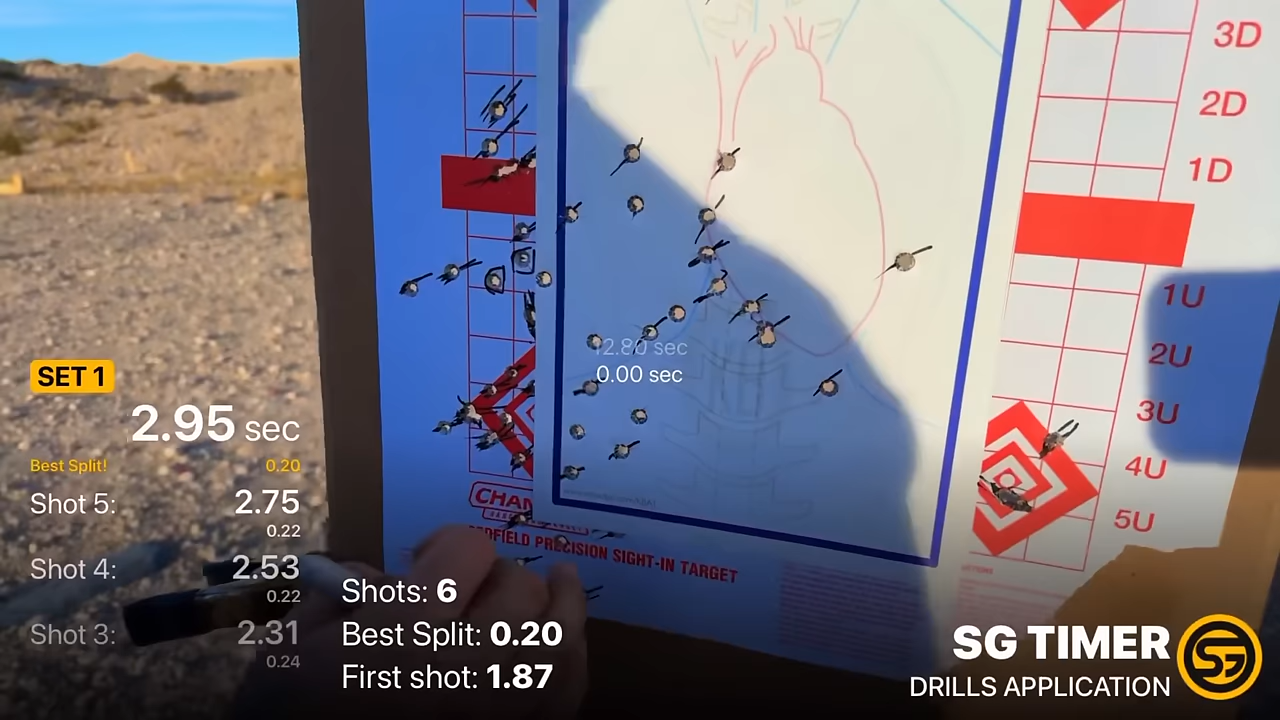 3D
2D
1D
1U
2U
3U
4U
5U
SET 1
2.95 sec
Best Split! 0.20
Shot 5: 2.75
0.22
Shot 4: 2.53
0.22
Shot 3: 2.31
0.24
12.80 sec
0.00 sec
CHAM
REDFIELD PRECISION SIGHT-IN TARGET
Shots: 6
Best Split: 0.20
First shot: 1.87
SG TIMER
DRILLS APPLICATION
SG